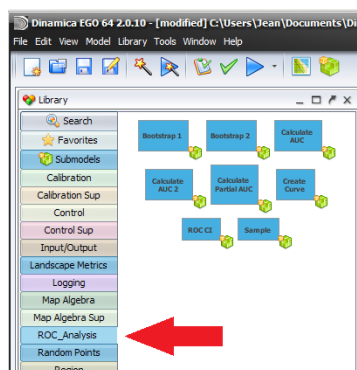 Dinamica EGO 64 2.0.10 - [modified] C:\Users\Jean\Documents\Di
File Edit View Model Library Tools Window Help
Library
Search
Favorites
Submodels
Calibration
Calibration Sup
Control
Control Sup
Input/Output
Landscape Metrics
Logging
Map Algebra
Map Algebra Sup
ROC_Analysis
Random Points
Region
Bootstrap 1
Bootstrap 2
Calculate
AUC
Calculate
AUC 2
Calculate
Partial AUC
Create
Curve
ROC CI
Sample